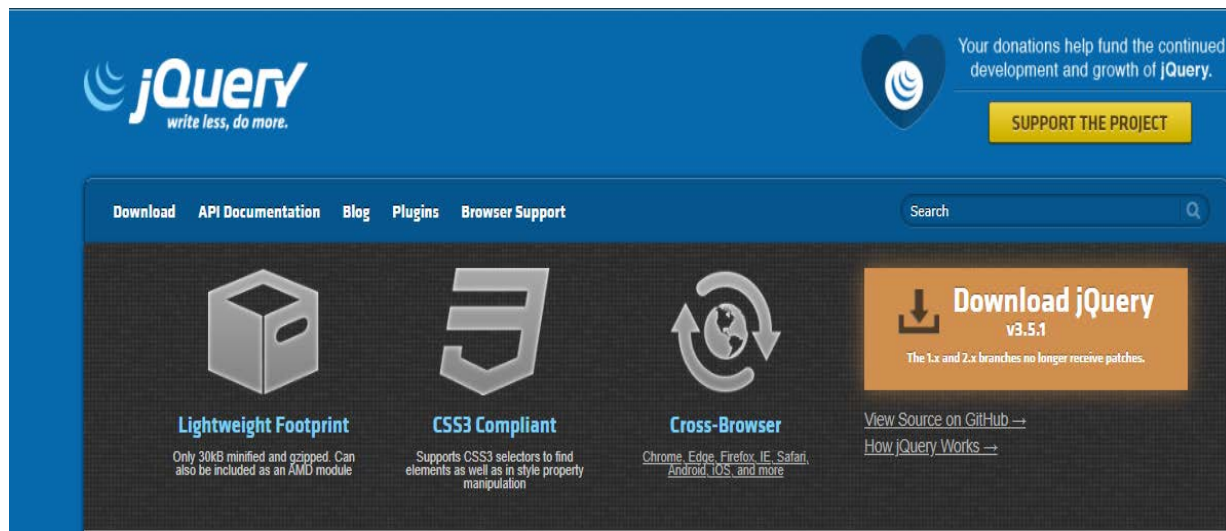 jQuery
write less, do more.
Your donations help fund the continued
development and growth of jQuery.
SUPPORT THE PROJECT
Download API Documentation Blog Plugins Browser Support
Search
Lightweight Footprint
Only 30kB minified and gzipped. Can
also be included as an AMD module
CSS3 Compliant
Supports CSS3 selectors to find
elements as well as in style property
manipulation
Cross-Browser
Chrome, Edge, Firefox, IE, Safari,
Android, iOS, and more
Download jQuery
v3.5.1
The 1.x and 2.x branches no longer receive patches.
View Source on GitHub →
How jQuery Works →